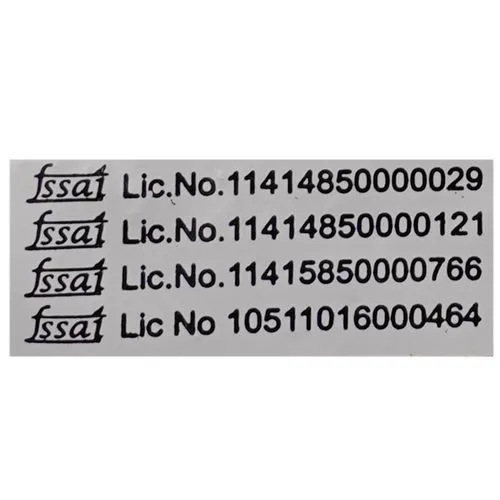 fssai Lic.No.11414850000029
fssai Lic.No.11414850000121
fssai Lic.No.11415850000766
fssai Lic No 10511016000464